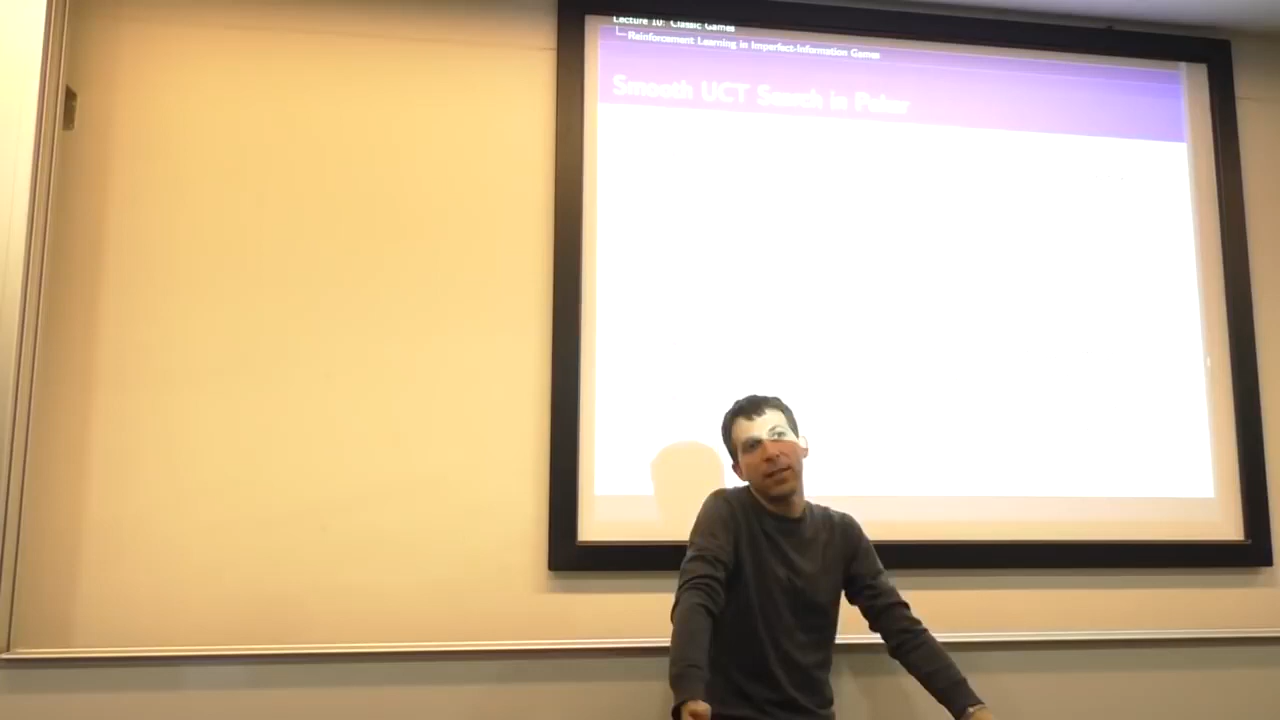 Lecture 10: Classic Games
Reinforcement Learning in Imperfect-Information Games
Smooth UCT Search in Poker